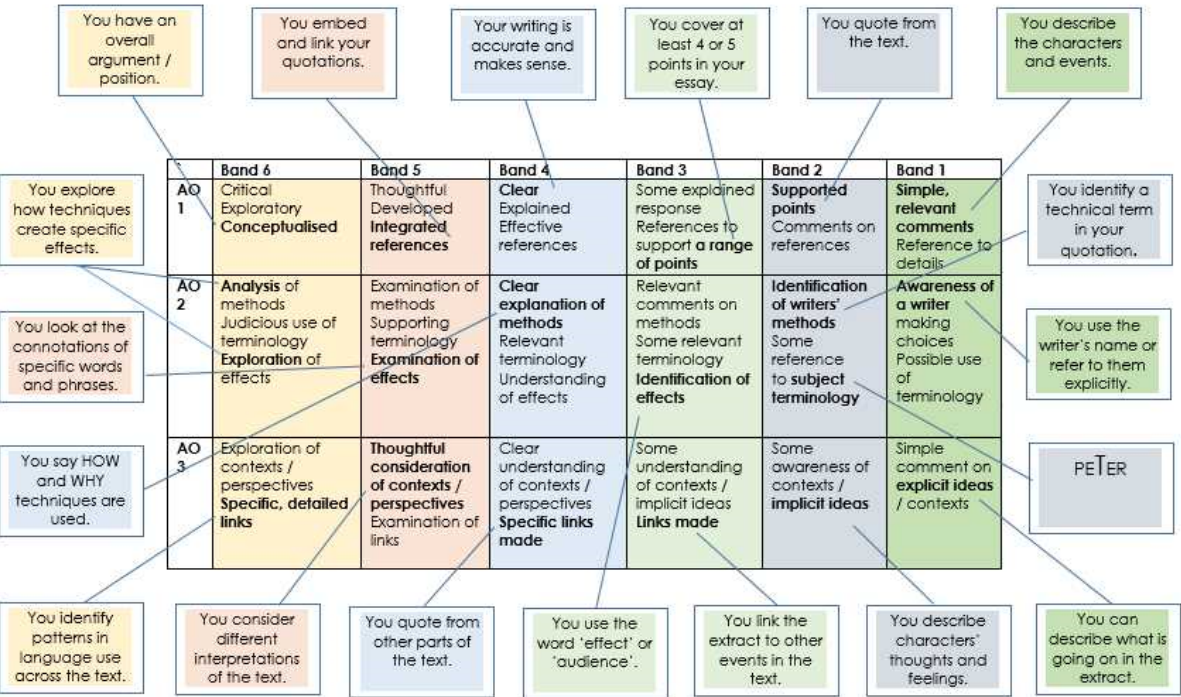 You have an
overall
argument /
position.
You embed
and link your
quotations.
Your writing is
accurate and
makes sense.
You cover at
least 4 or 5
points in your
essay.
You quote from
the text.
You describe
the characters
and events.
You explore
how techniques
create specific
effects.
You look at the
connotations of
specific words
and phrases.
You say HOW
and WHY
techniques are
used.
Band 6
Band 5
Band 4
Band 3
Band 2
Band 1
AO
1
Critical
Exploratory
Conceptualised
Thoughtful
Developed
Integrated
references
Clear
Explained
Effective
references
Some explained
response
References to
support a range
of points
Supported
points
Comments on
references
Simple,
relevant
comments
Reference to
details
AO
2
Analysis of
methods
Judicious use of
terminology
Exploration of
effects
Examination of
methods
Supporting
terminology
Examination of
effects
Clear
explanation of
methods
Relevant
terminology
Understanding
of effects
Relevant
comments on
methods
Some relevant
terminology
Identification of
effects
Identification
of writers'
methods
Some
reference
to subject
terminology
Awareness of
a writer
making
choices
Possible use
of
terminology
AO
3
Exploration of
contexts /
perspectives
Specific, detailed
links
Thoughtful
consideration
of contexts /
perspectives
Examination of
links
Clear
understanding
of contexts /
perspectives
Specific links
made
Some
understanding
of contexts /
implicit ideas
Links made
Some
awareness of
contexts /
implicit ideas
Simple
comment on
explicit ideas
/ contexts
You identify a
technical term
in your
quotation.
You use the
writer's name or
refer to them
explicitly.
PETER
You identify
patterns in
language use
across the text.
You consider
different
interpretations
of the text.
You quote from
other parts of
the text.
You use the
word 'effect' or
'audience'.
You link the
extract to other
events in the
text.
You describe
characters'
thoughts and
feelings.
You can
describe what is
going on in the
extract.